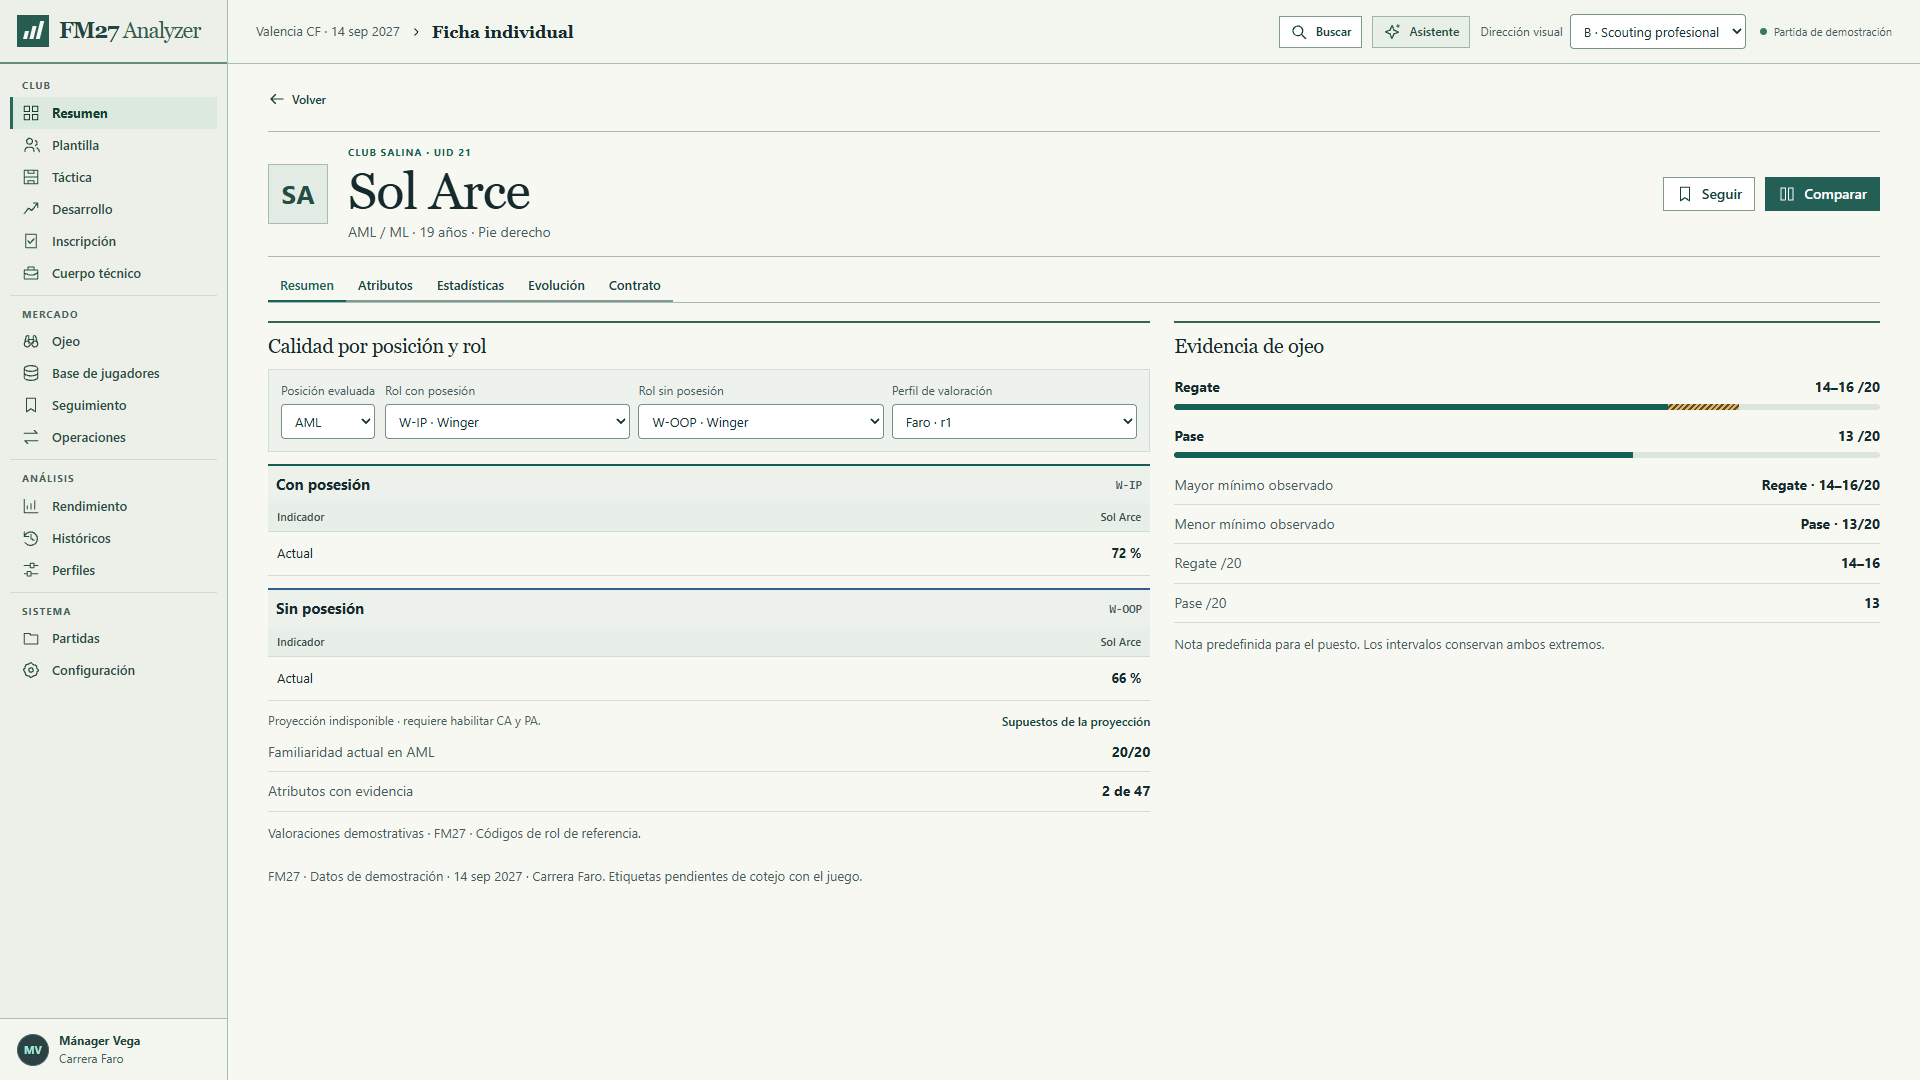 FM27 Analyzer
Valencia CF · 14 sep 2027 › Ficha individual
Buscar
Asistente
Dirección visual
B · Scouting profesional
Partida de demostración
CLUB
Resumen
Plantilla
Táctica
Desarrollo
Inscripción
Cuerpo técnico
MERCADO
Ojeo
Base de jugadores
Seguimiento
Operaciones
ANÁLISIS
Rendimiento
Históricos
Perfiles
SISTEMA
Partidas
Configuración
MV
Mánager Vega
Carrera Faro
Volver
SA
CLUB SALINA · UID 21
Sol Arce
AML / ML · 19 años · Pie derecho
Seguir
Comparar
Resumen Atributos Estadísticas Evolución Contrato
Calidad por posición y rol
Posición evaluada Rol con posesión Rol sin posesión Perfil de valoración
AML W-IP · Winger W-OOP · Winger Faro · r1
Con posesión W-IP
Indicador Sol Arce
Actual 72 %
Sin posesión W-OOP
Indicador Sol Arce
Actual 66 %
Proyección indisponible · requiere habilitar CA y PA. Supuestos de la proyección
Familiaridad actual en AML 20/20
Atributos con evidencia 2 de 47
Valoraciones demostrativas · FM27 · Códigos de rol de referencia.
FM27 · Datos de demostración · 14 sep 2027 · Carrera Faro. Etiquetas pendientes de cotejo con el juego.
Evidencia de ojeo
Regate 14–16 /20
Pase 13 /20
Mayor mínimo observado Regate · 14–16/20
Menor mínimo observado Pase · 13/20
Regate /20 14–16
Pase /20 13
Nota predefinida para el puesto. Los intervalos conservan ambos extremos.